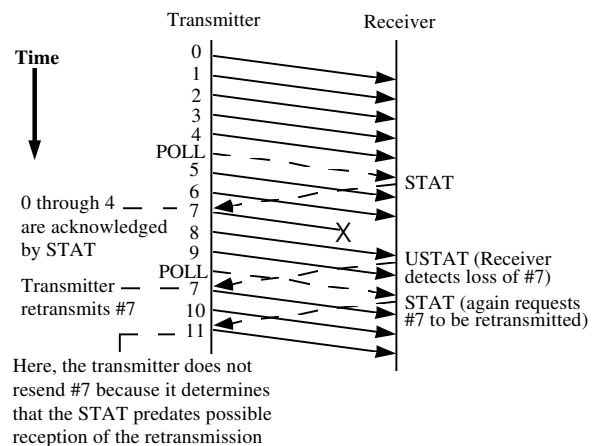 Transmitter
Receiver
Time
0
1
2
3
4
POLL
5
STAT
6
0 through 4
are acknowledged
by STAT
7
X
8
9
USTAT (Receiver
detects loss of #7)
POLL
Transmitter
retransmits #7
7
STAT (again requests
#7 to be retransmitted)
10
11
Here, the transmitter does not
resend #7 because it determines
that the STAT predates possible
reception of the retransmission